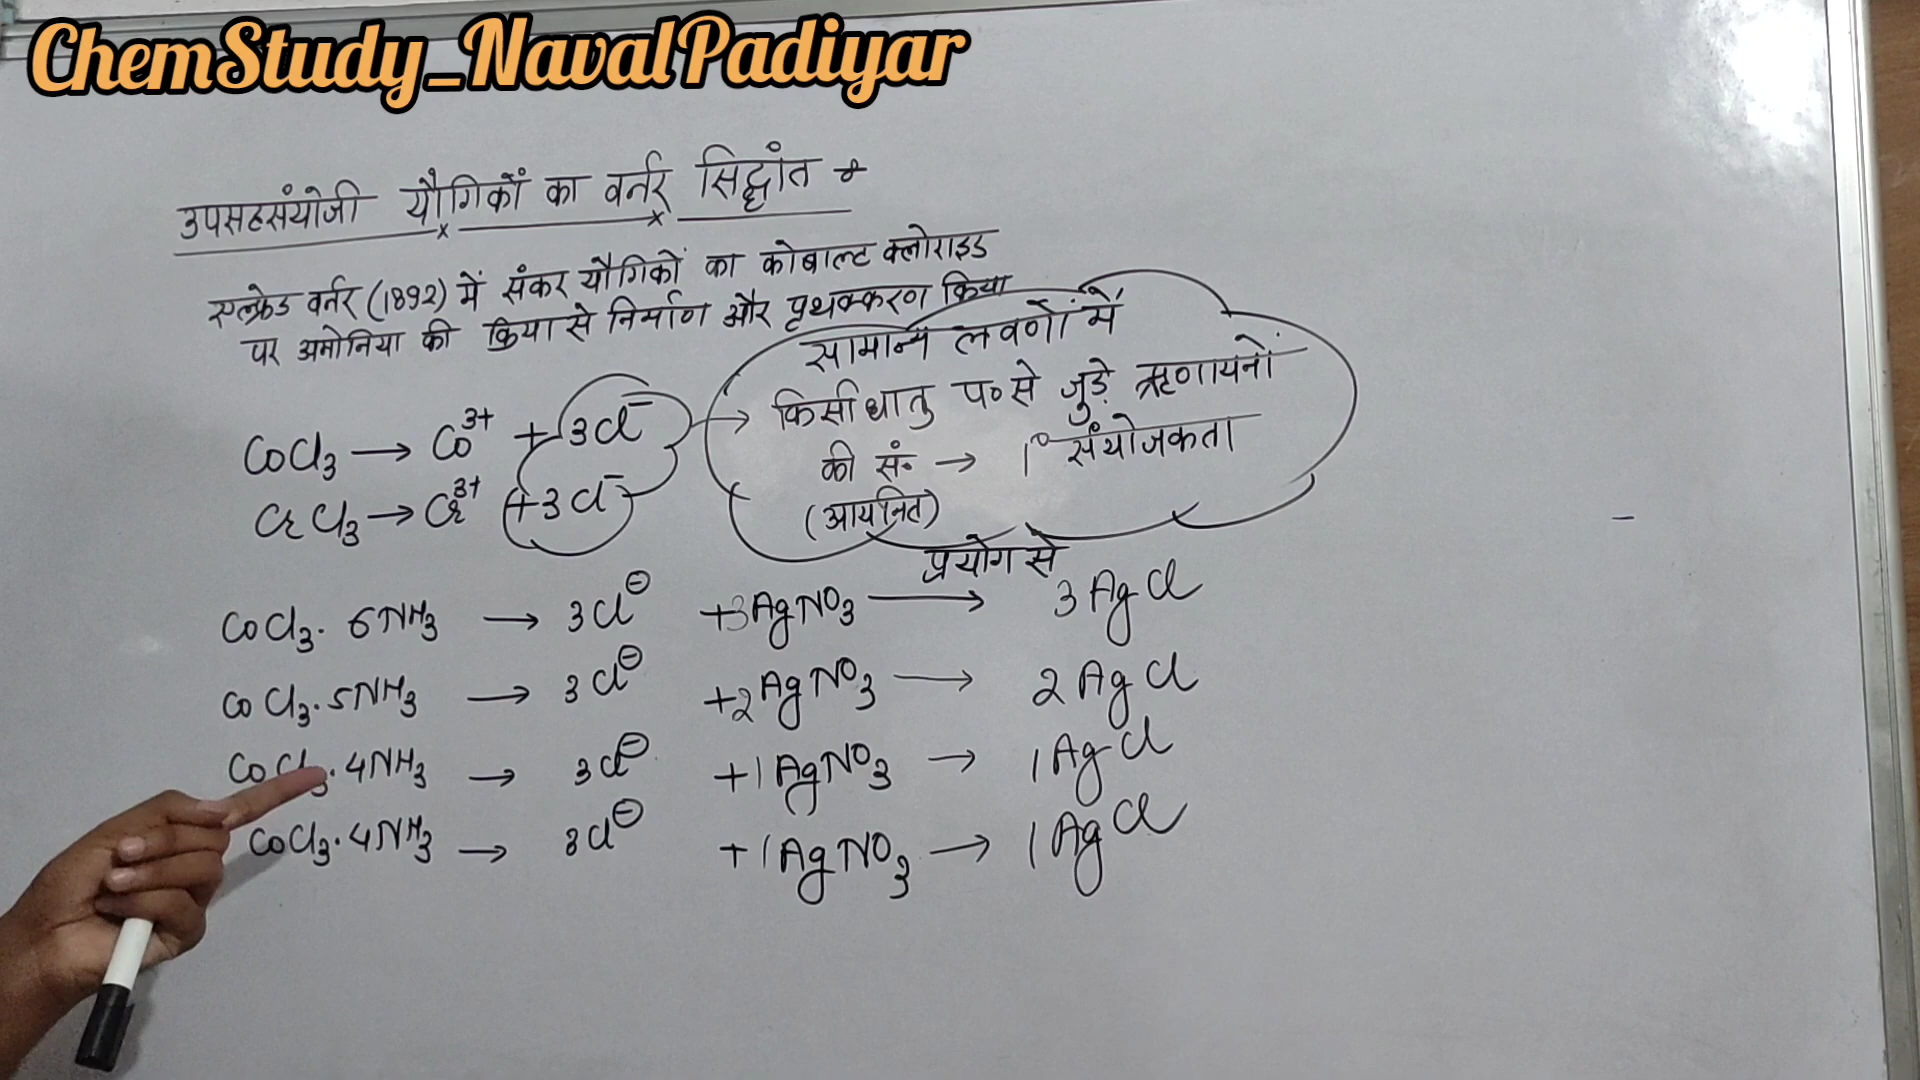 ChemStudy_NavalPadiyar
उपसहसंयोजी यौगिकों का वर्नर सिद्धांत
एल्फ्रेड वर्नर (1892) में संकर यौगिकों का कोबाल्ट क्लोराइड
पर अमोनिया की क्रिया से निर्माण और पृथक्करण किया
सामान्य लवणों में
किसी धातु प० से जुड़े ऋणायनों
की सं. → 1° संयोजकता
(आयनित)
CoCl₃ → Co³⁺ + 3Cl⁻
CrCl₃ → Cr³⁺ + 3Cl⁻
प्रयोग से
CoCl₃. 6NH₃ → 3Cl⊖ +3AgNO₃ → 3AgCl
CoCl₃.5NH₃ → 3Cl⊖ +2AgNO₃ → 2AgCl
CoCl₃.4NH₃ → 3Cl⊖ +1AgNO₃ → 1AgCl
CoCl₃.4NH₃ → 3Cl⊖ +1AgNO₃ → 1AgCl